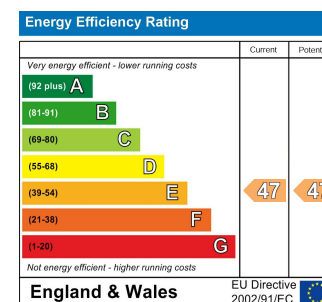 Energy Efficiency Rating
Current Potent
Very energy efficient - lower running costs
(92 plus) A
(81-91) B
(69-80) C
(55-68) D
(39-54) E 47 4
(21-38) F
(1-20) G
Not energy efficient - higher running costs
England & Wales
EU Directive
2002/91/EC